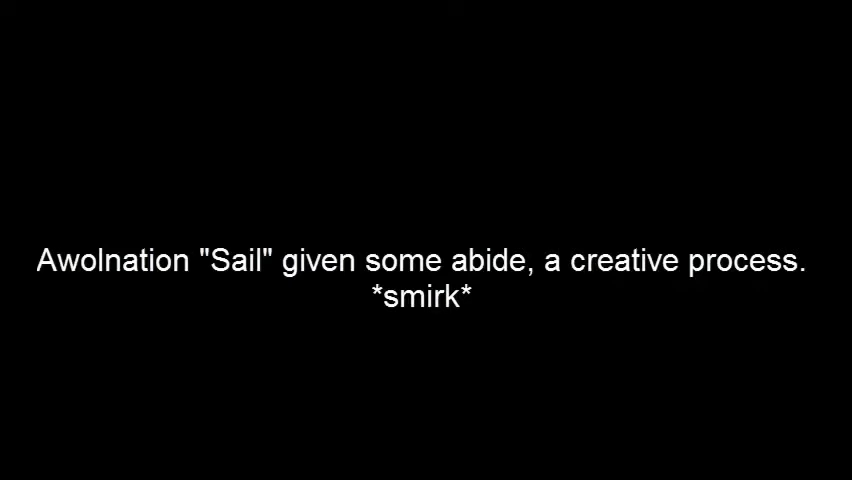 Awolnation "Sail" given some abide, a creative process.
*smirk*